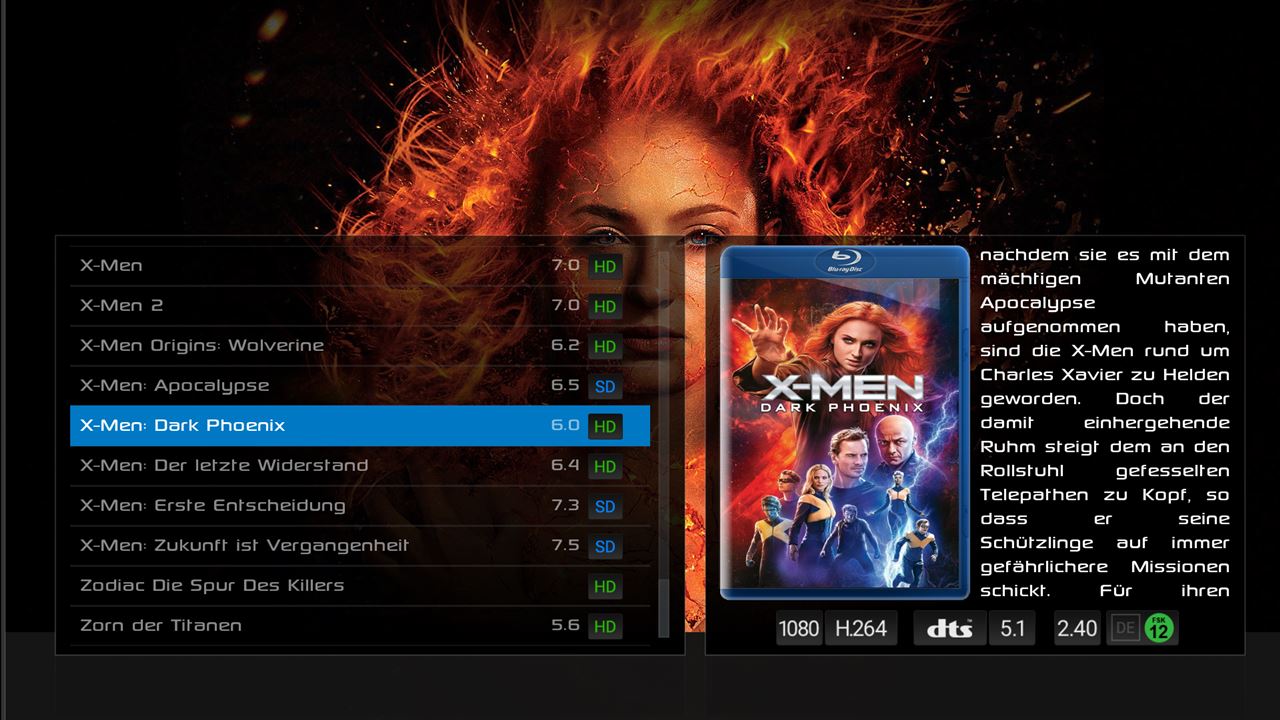 X-Men 7.0 HD
X-Men 2 7.0 HD
X-Men Origins: Wolverine 6.2 HD
X-Men: Apocalypse 6.5 SD
X-Men: Dark Phoenix 6.0 HD
X-Men: Der letzte Widerstand 6.4 HD
X-Men: Erste Entscheidung 7.3 SD
X-Men: Zukunft ist Vergangenheit 7.5 SD
Zodiac Die Spur Des Killers HD
Zorn der Titanen 5.6 HD
Blu-ray Disc
X-MEN
DARK PHOENIX
nachdem sie es mit dem
mächtigen Mutanten
Apocalypse
aufgenommen haben,
sind die X-Men rund um
Charles Xavier zu Helden
geworden. Doch der
damit einhergehende
Ruhm steigt dem an den
Rollstuhl gefesselten
Telepathen zu Kopf, so
dass er seine
Schützlinge auf immer
gefährlichere Missionen
schickt. Für ihren
1080 H.264 dts 5.1 2.40 DE FSK 12